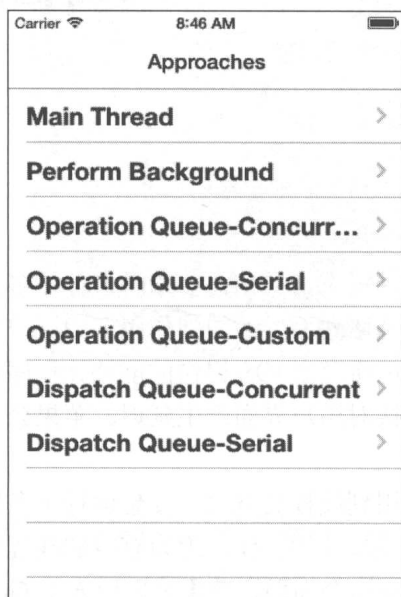 Carrier 8:46 AM
Approaches
Main Thread
Perform Background
Operation Queue-Concurr...
Operation Queue-Serial
Operation Queue-Custom
Dispatch Queue-Concurrent
Dispatch Queue-Serial